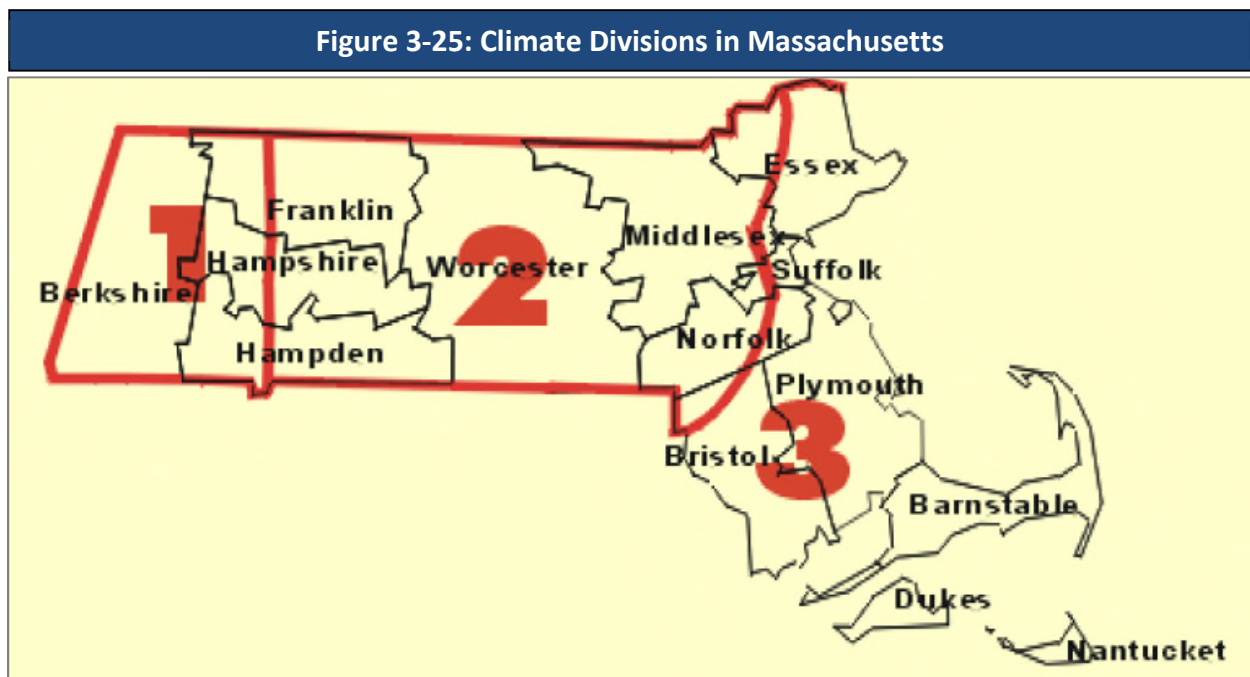 Figure 3-25: Climate Divisions in Massachusetts
Essex
Franklin
1
Middlesex
2
Hampshire
Worcester
Suffolk
Berkshire
Norfolk
Hampden
Plymouth
3
Bristol
Barnstable
Dukes
Nantucket